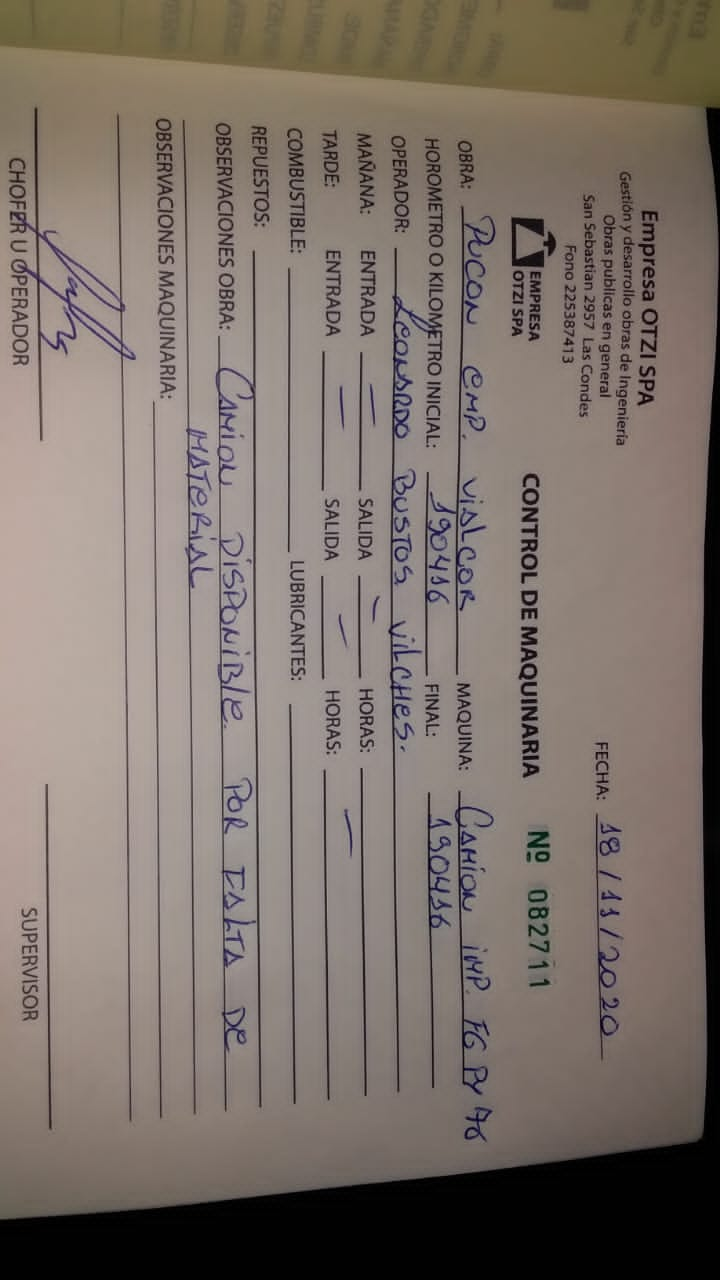 Empresa OTZI SPA
Gestión y desarrollo obras de Ingeniería
Obras publicas en general
San Sebastian 2957 Las Condes
Fono 225387413
FECHA: 18/11/2020
EMPRESA
OTZI SPA
CONTROL DE MAQUINARIA Nº 082711
OBRA: PUCON EMP. VIALCOR MAQUINA: CAMION IMP. FG PY 76
HOROMETRO O KILOMETRO INICIAL: 190416 FINAL: 190416
OPERADOR: LEONARDO BUSTOS VILCHES.
MAÑANA: ENTRADA — SALIDA — HORAS:
TARDE: ENTRADA — SALIDA — HORAS: —
COMBUSTIBLE: LUBRICANTES:
REPUESTOS:
OBSERVACIONES OBRA: CAMION DISPONIBLE. POR FALTA DE
MATERIAL
OBSERVACIONES MAQUINARIA:
CHOFER U OPERADOR SUPERVISOR